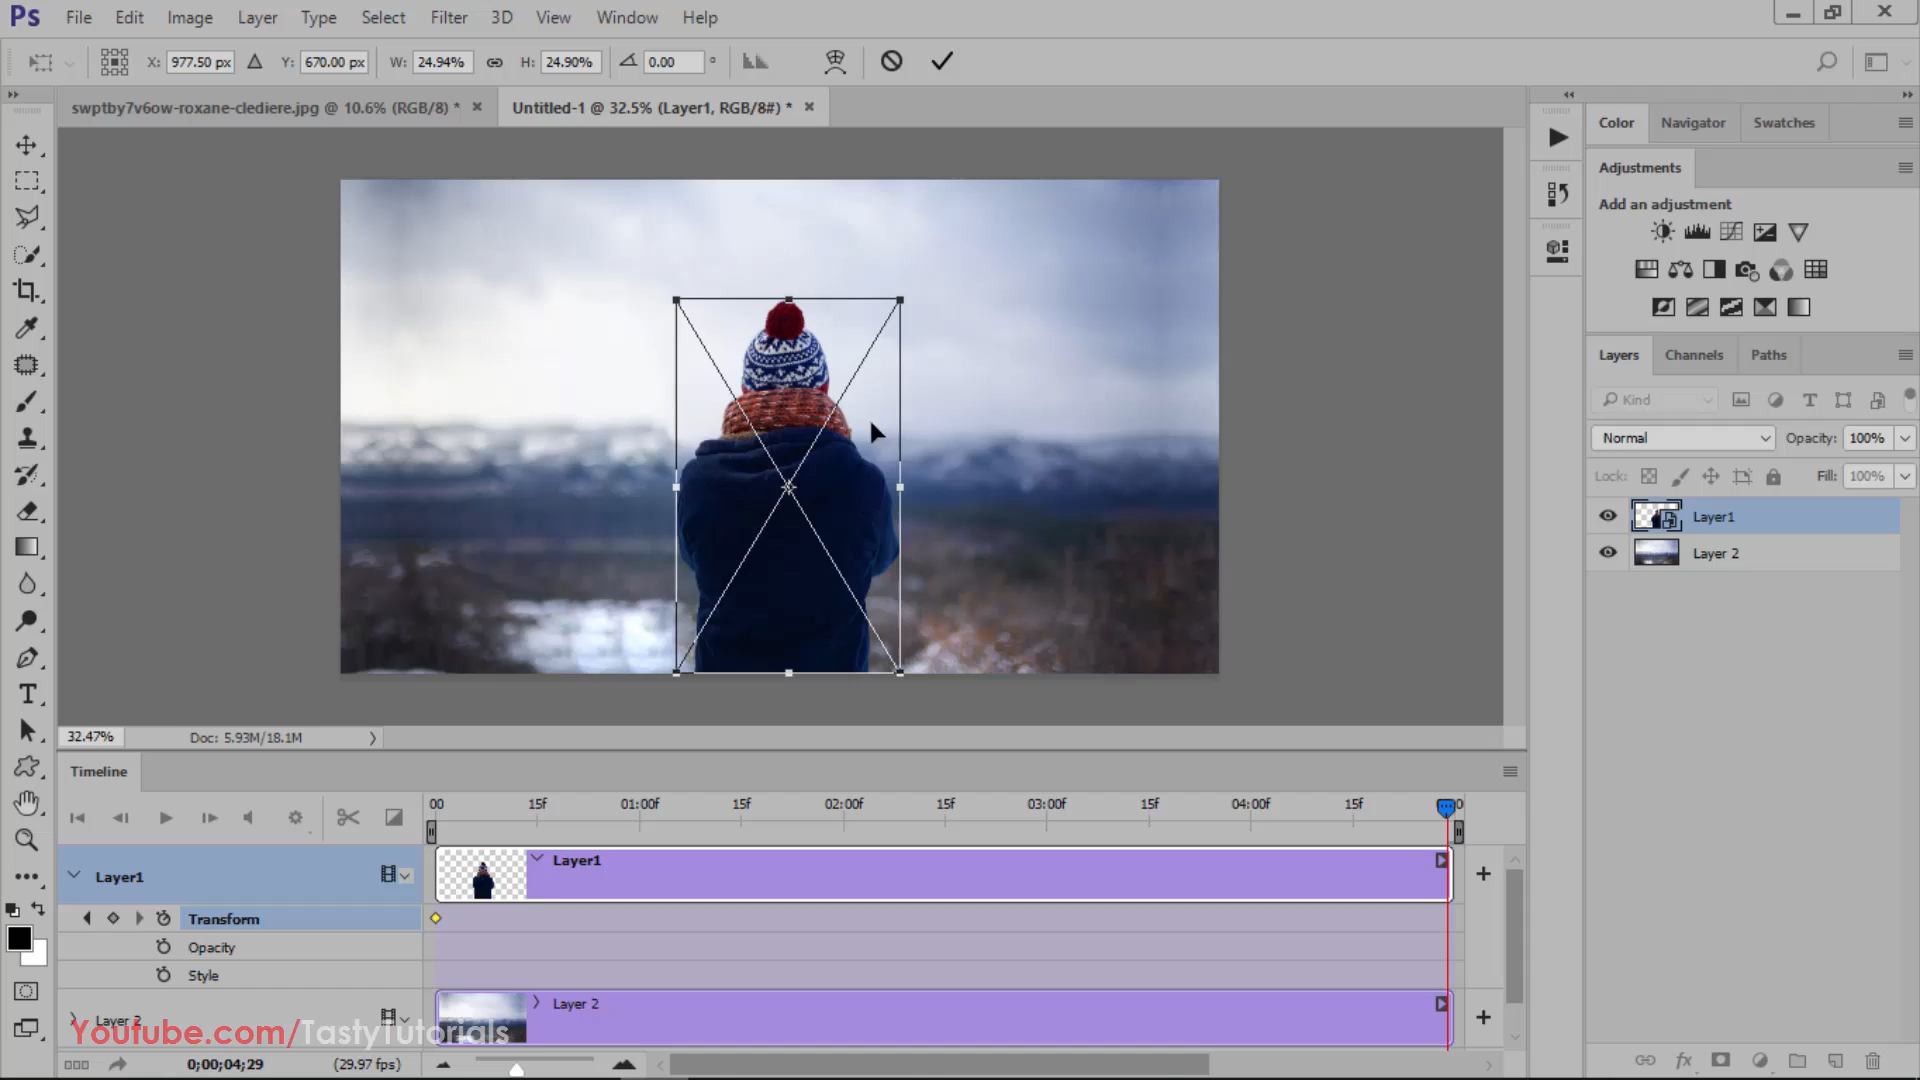 Ps File Edit Image Layer Type Select Filter 3D View Window Help
X: 977.50 px Y: 670.00 px W: 24.94% H: 24.90% 0.00 °
swptby7v6ow-roxane-clediere.jpg @ 10.6% (RGB/8) * Untitled-1 @ 32.5% (Layer1, RGB/8#) *
Color Navigator Swatches
Adjustments
Add an adjustment
Layers Channels Paths
Kind
Normal Opacity: 100%
Lock: Fill: 100%
Layer1
Layer 2
32.47% Doc: 5.93M/18.1M
Timeline
00 15f 01:00f 15f 02:00f 15f 03:00f 15f 04:00f 15f 0
Layer1 Layer1
Transform
Opacity
Style
Layer 2 Layer 2
Youtube.com/TastyTutorials
0;00;04;29 (29.97 fps)